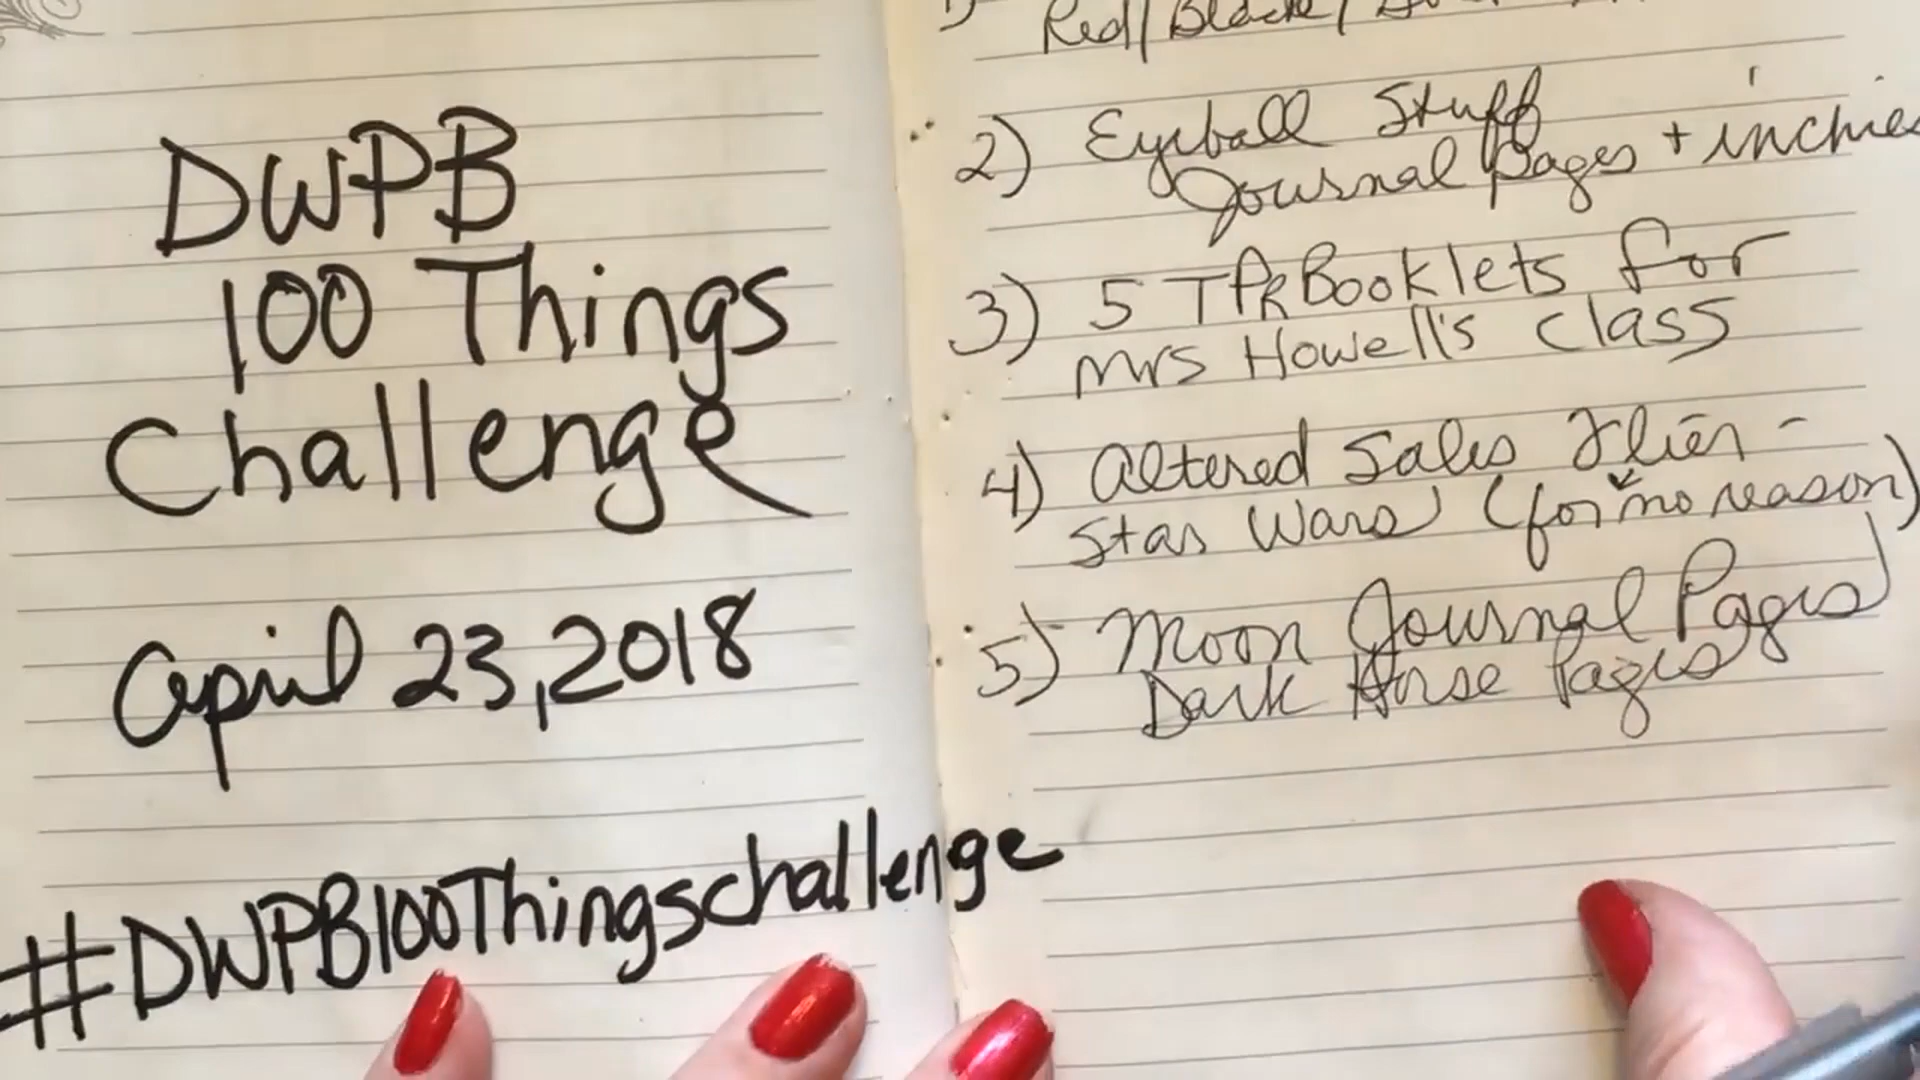 DWPB
100 Things
Challenge
April 23, 2018
#DWPB100Thingschallenge
1)
Red/Black/
2) Eyeball Stuff
Journal Pages + inchies
3) 5 TPR Booklets for
Mrs Howell's class
4) Altered Sales Flier -
Star Wars (for no reason)
5) Moon Journal Pages
Dark Horse Pages